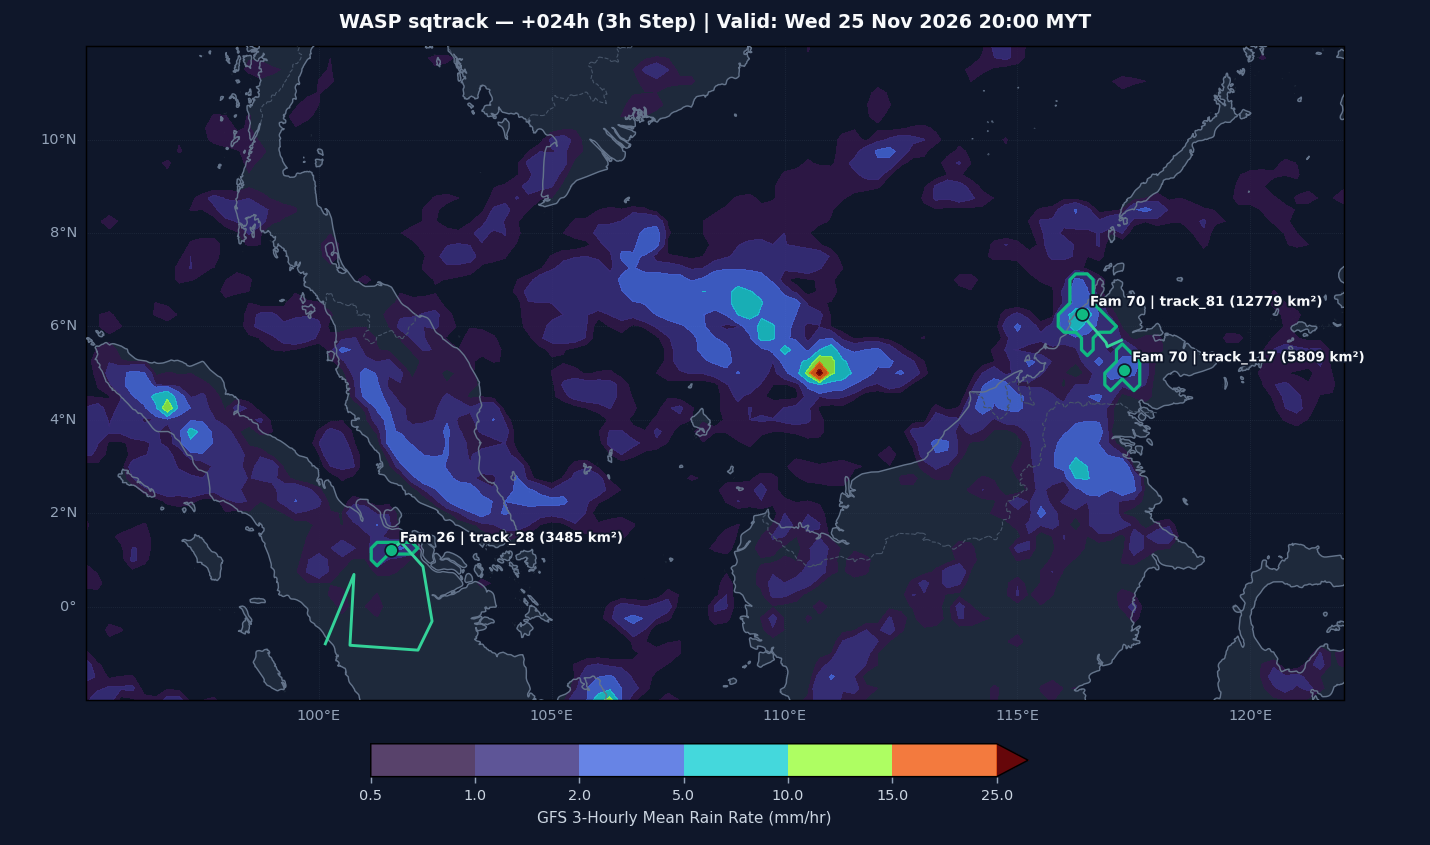 WASP sqtrack — +024h (3h Step) | Valid: Wed 25 Nov 2026 20:00 MYT
10°N
8°N
6°N
4°N
2°N
0°
Fam 70 | track_81 (12779 km²)
Fam 70 | track_117 (5809 km²)
Fam 26 | track_28 (3485 km²)
100°E
105°E
110°E
115°E
120°E
0.5
1.0
2.0
5.0
10.0
15.0
25.0
GFS 3-Hourly Mean Rain Rate (mm/hr)